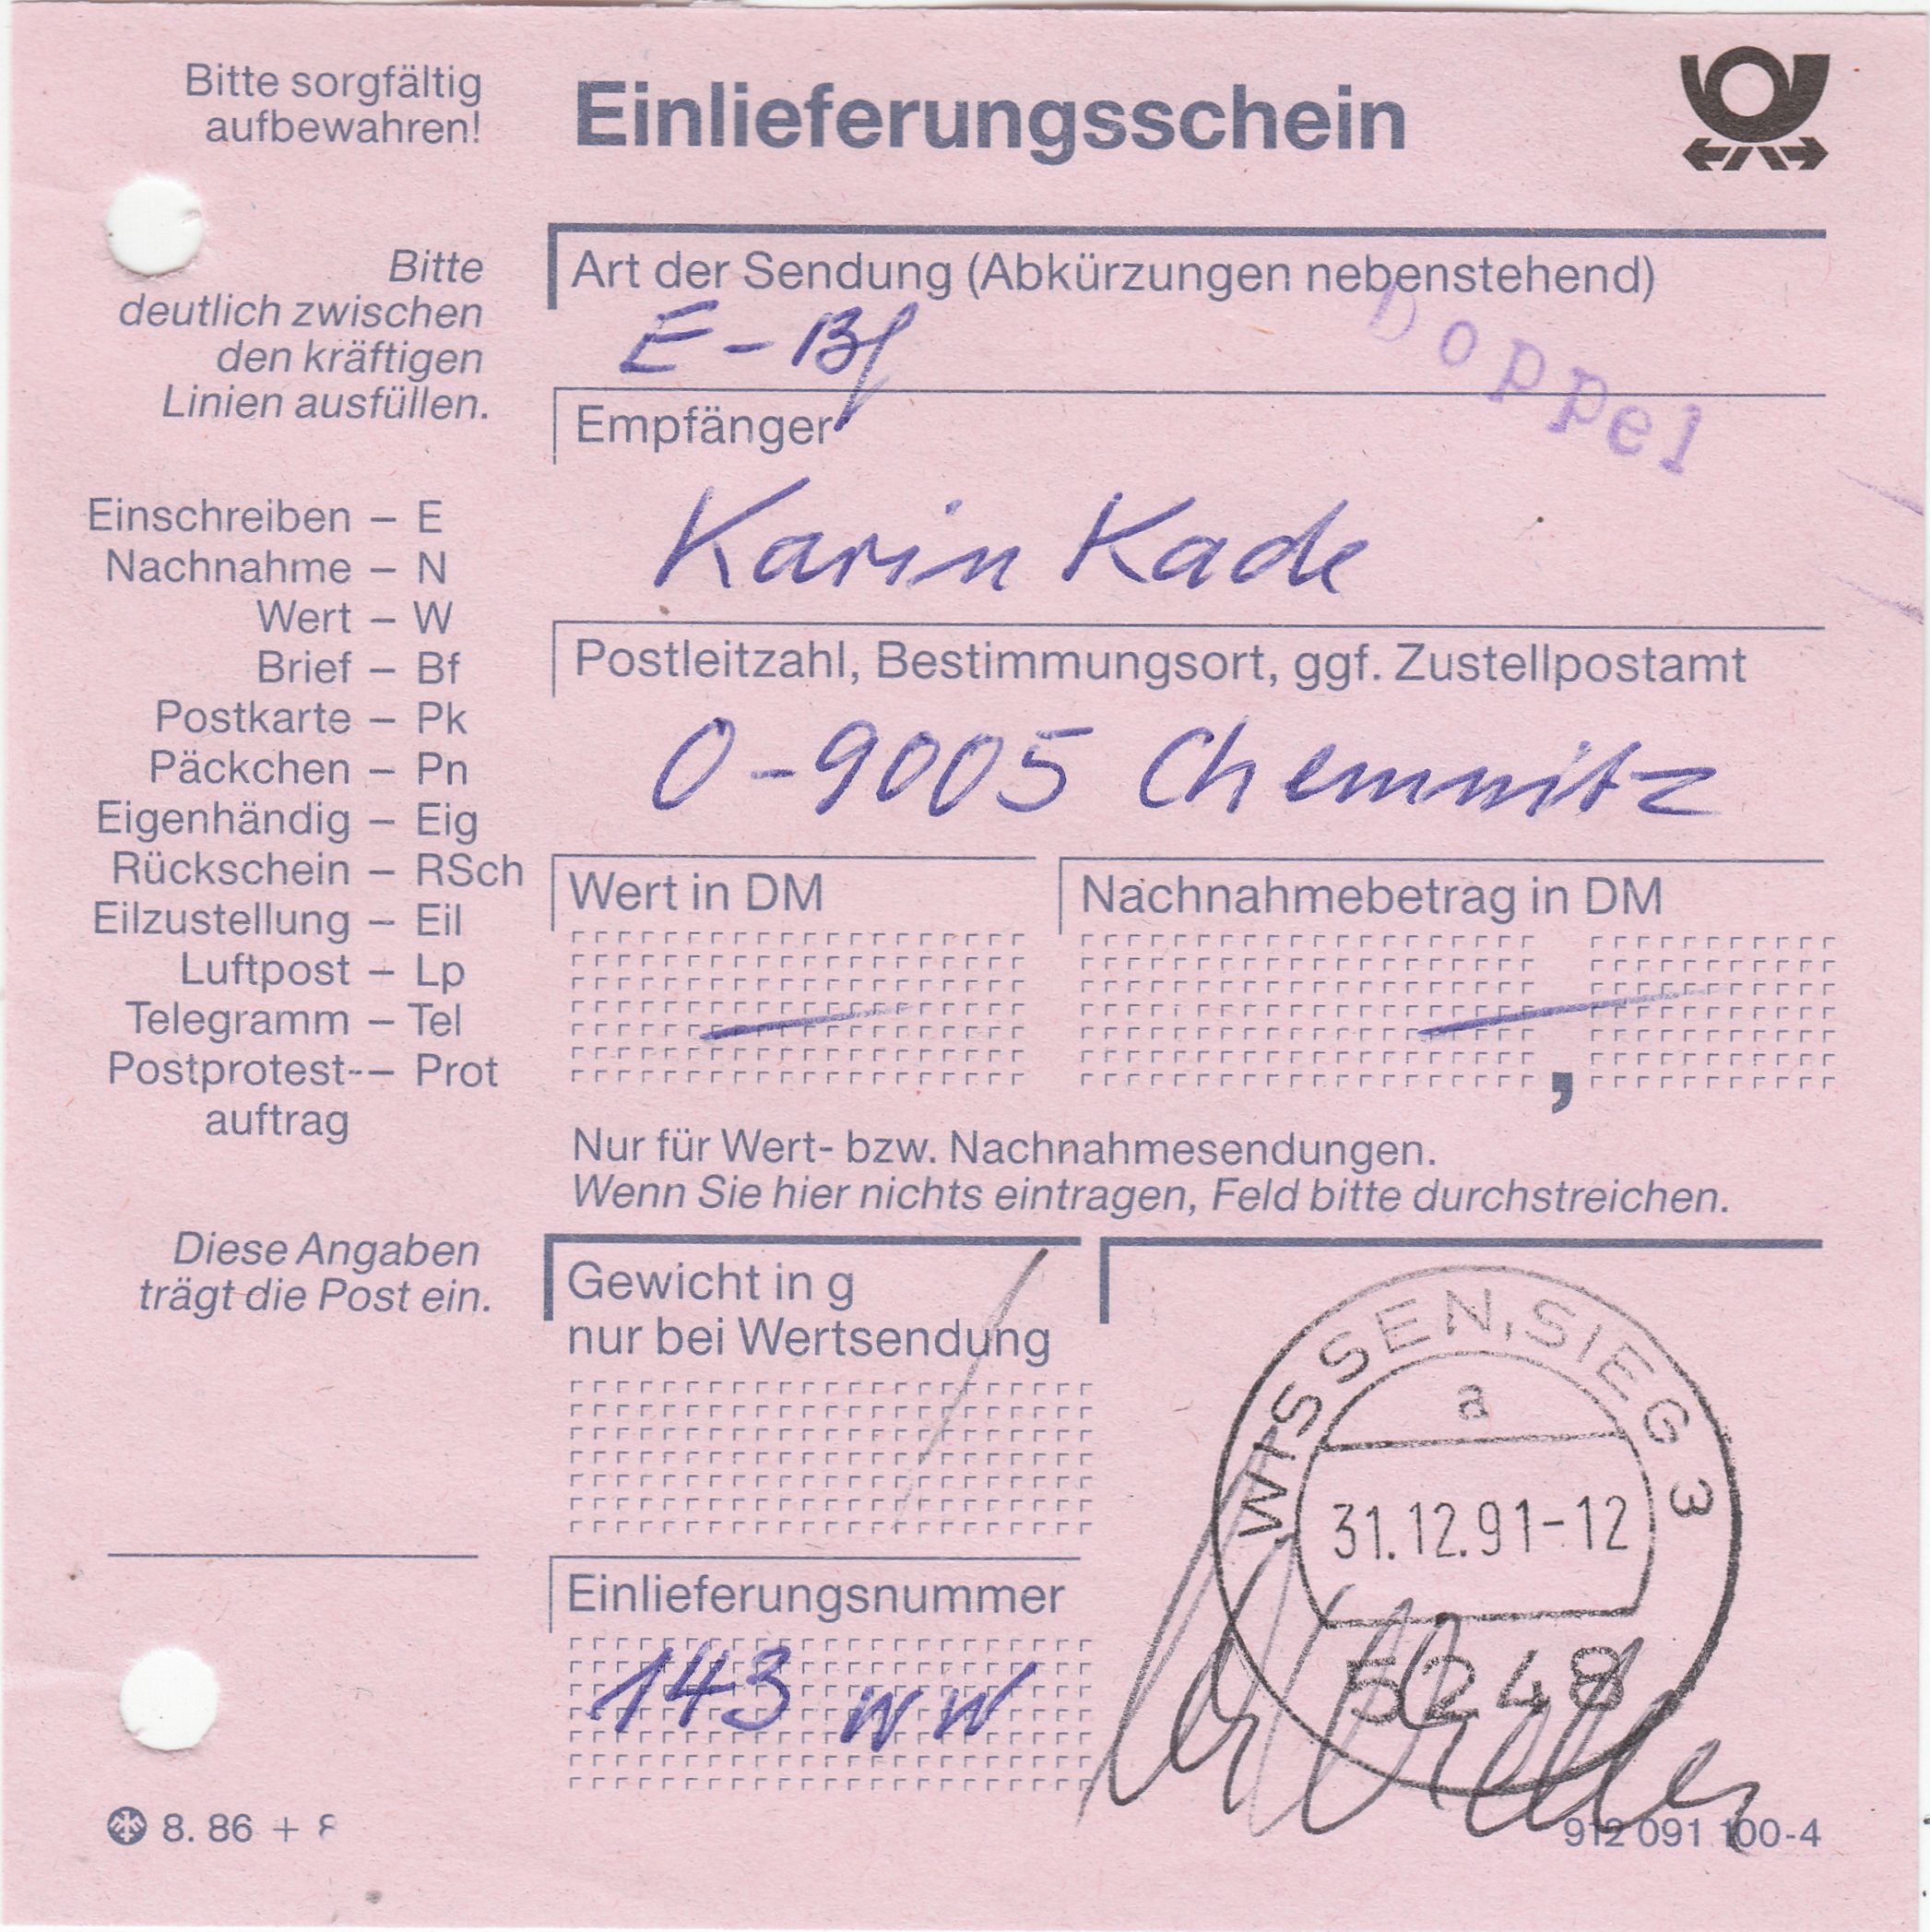 Bitte sorgfältig
aufbewahren!
Einlieferungsschein
Bitte
deutlich zwischen
den kräftigen
Linien ausfüllen.
Art der Sendung (Abkürzungen nebenstehend)
E-Bf
Doppel
Empfänger
Karin Kade
Einschreiben – E
Nachnahme – N
Wert – W
Brief – Bf
Postkarte – Pk
Päckchen – Pn
Eigenhändig – Eig
Rückschein – RSch
Eilzustellung – Eil
Luftpost – Lp
Telegramm – Tel
Postprotest-– Prot
auftrag
Postleitzahl, Bestimmungsort, ggf. Zustellpostamt
O-9005 Chemnitz
Wert in DM
Nachnahmebetrag in DM
,
Nur für Wert- bzw. Nachnahmesendungen.
Wenn Sie hier nichts eintragen, Feld bitte durchstreichen.
Diese Angaben
trägt die Post ein.
Gewicht in g
nur bei Wertsendung
WISSEN, SIEG 3
a
31.12.91-12
5248
Einlieferungsnummer
143 ww
8. 86 + 8
912 091 100-4